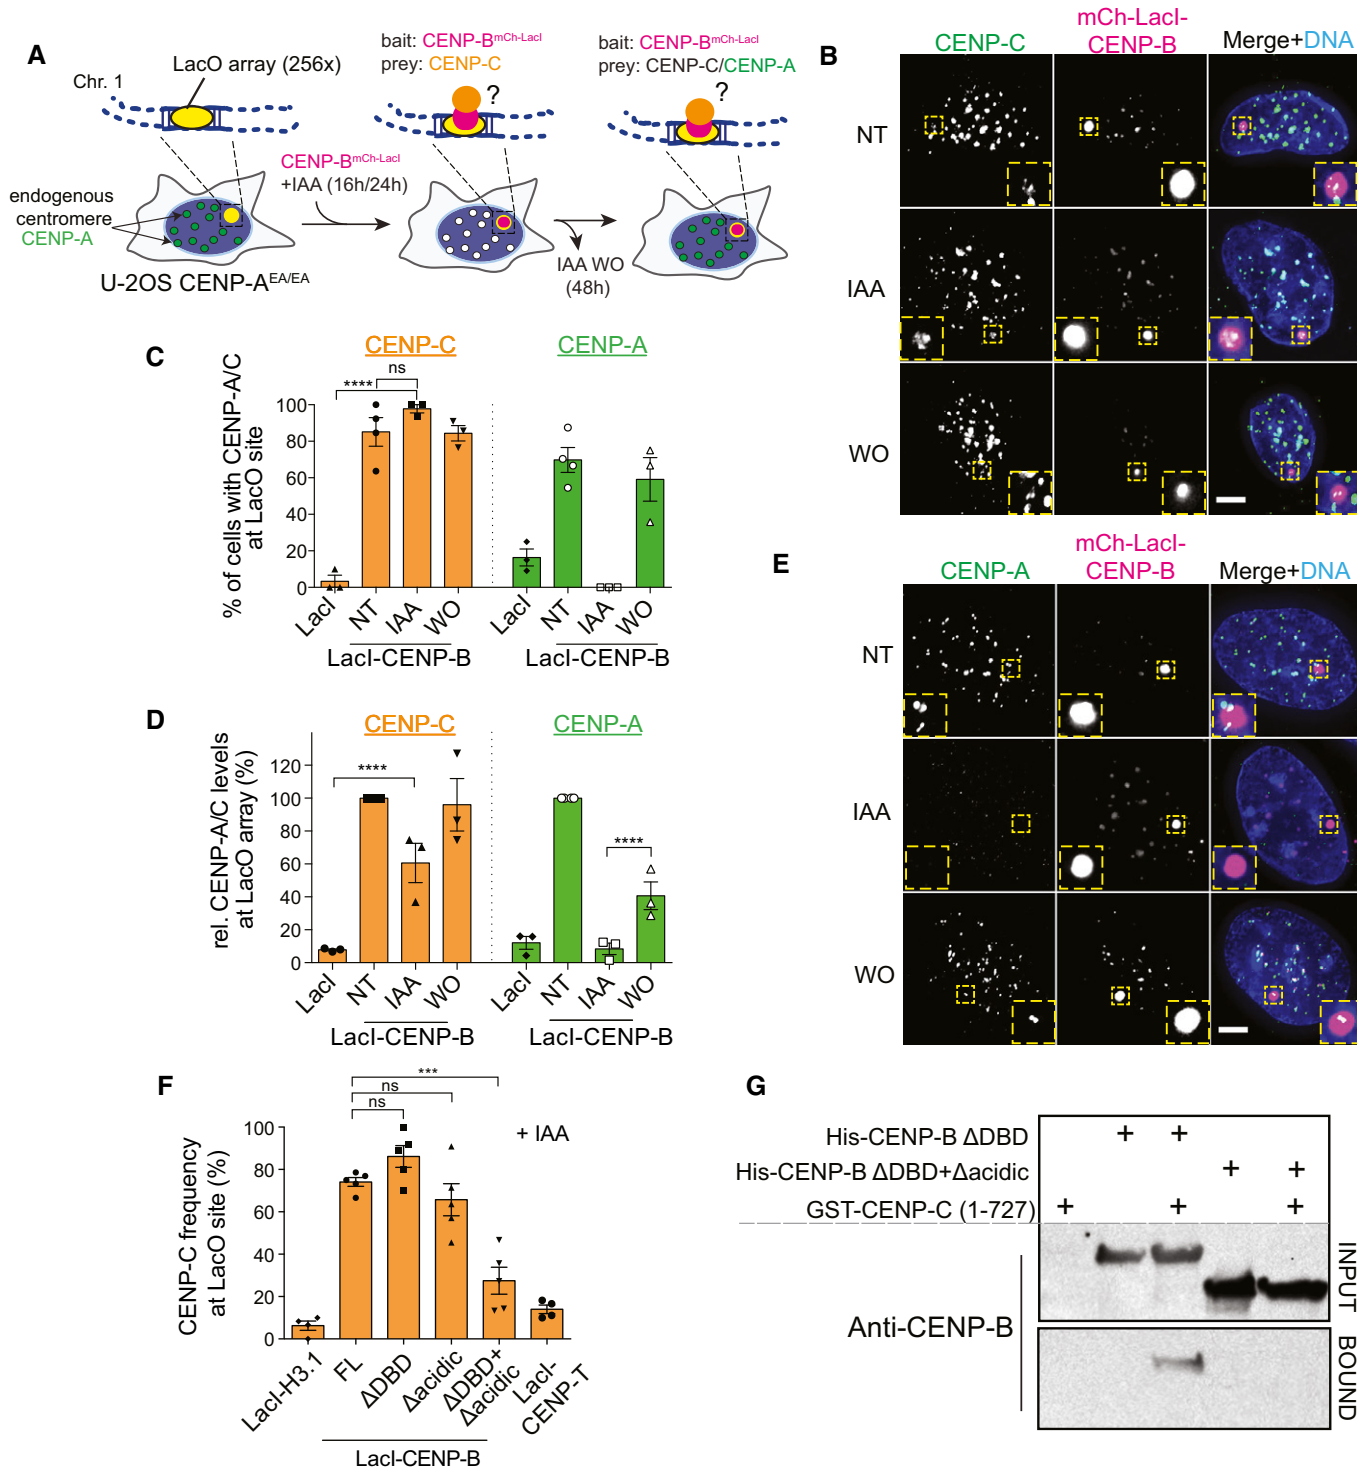 A
Chr. 1
LacO array (256x)
endogenous
centromere
CENP-A
U-2OS CENP-A^EA/EA
CENP-B^mCh-LacI
+IAA (16h/24h)
bait: CENP-B^mCh-LacI
prey: CENP-C
?
IAA WO
(48h)
bait: CENP-B^mCh-LacI
prey: CENP-C/CENP-A
?
B
CENP-C
mCh-LacI-
CENP-B
Merge+DNA
NT
IAA
WO
C
CENP-C
CENP-A
ns
****
% of cells with CENP-A/C
at LacO site
100
80
60
40
20
0
LacI
NT
IAA
WO
LacI
NT
IAA
WO
LacI-CENP-B
LacI-CENP-B
D
CENP-C
CENP-A
****
****
rel. CENP-A/C levels
at LacO array (%)
120
100
80
60
40
20
0
LacI
NT
IAA
WO
LacI
NT
IAA
WO
LacI-CENP-B
LacI-CENP-B
E
CENP-A
mCh-LacI-
CENP-B
Merge+DNA
NT
IAA
WO
F
***
ns
ns
+ IAA
CENP-C frequency
at LacO site (%)
100
80
60
40
20
0
LacI-H3.1
FL
ΔDBD
Δacidic
ΔDBD+
Δacidic
LacI-
CENP-T
LacI-CENP-B
G
His-CENP-B ΔDBD + +
His-CENP-B ΔDBD+Δacidic + +
GST-CENP-C (1-727) + + +
Anti-CENP-B
INPUT
BOUND